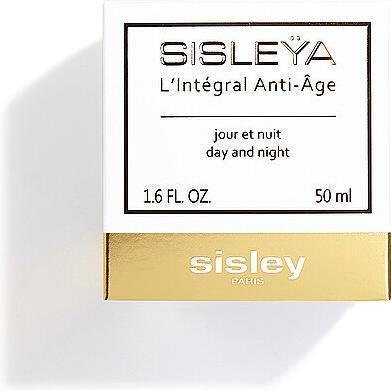 SISLEŸA
L'Intégral Anti-Âge
jour et nuit
day and night
1.6 FL. OZ. 50 ml
sisley
PARIS